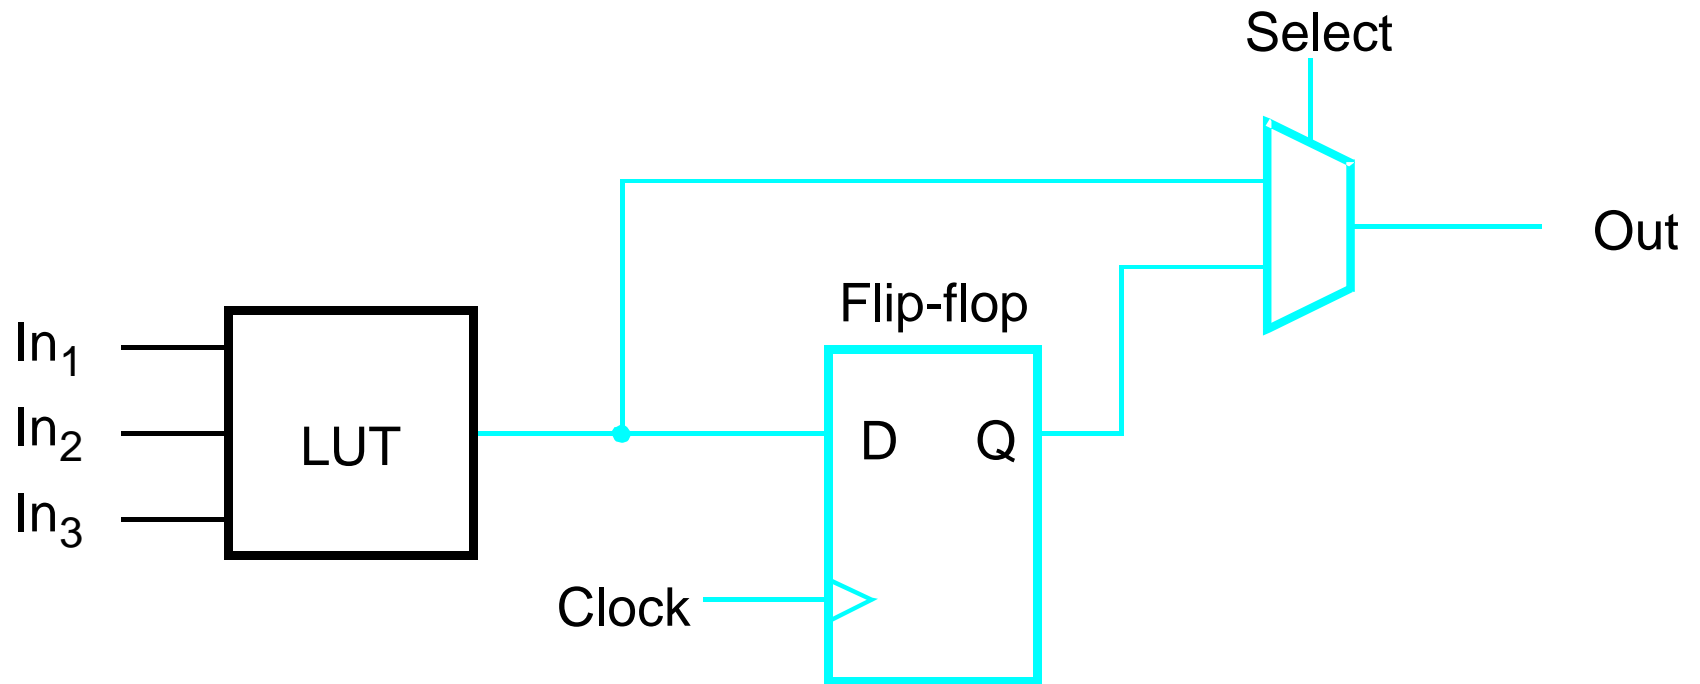 Select
Out
Flip-flop
In1
In2
In3
LUT
D Q
Clock